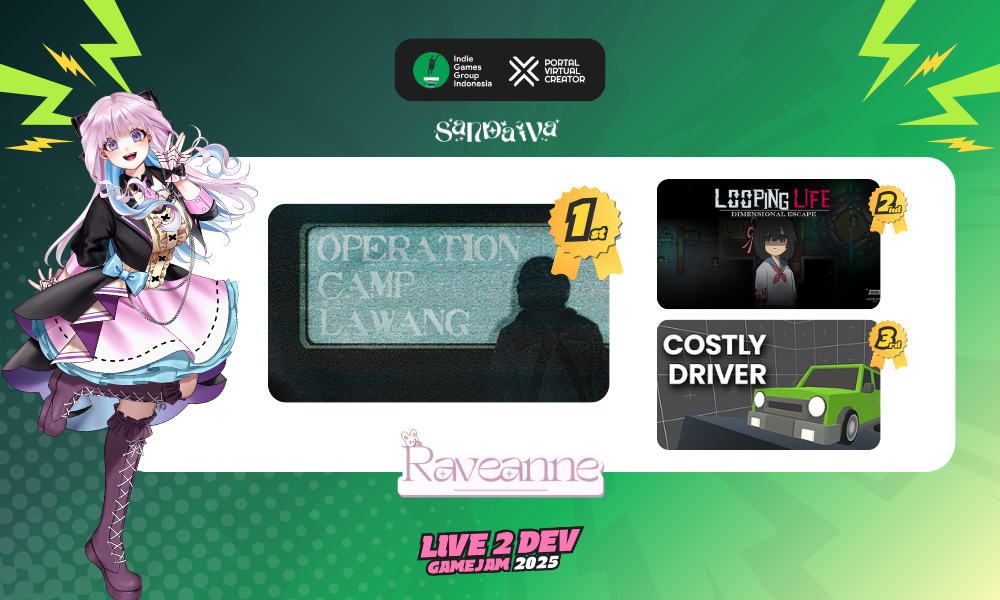 Indie
Games
Group
Indonesia
PORTAL
VIRTUAL
CREATOR
SanDaiva
OPERATION
CAMP
LAWANG
1st
LOOPING LIFE
DIMENSIONAL ESCAPE
2nd
COSTLY
DRIVER
3rd
Raveanne
LIVE 2 DEV
GAMEJAM 2025